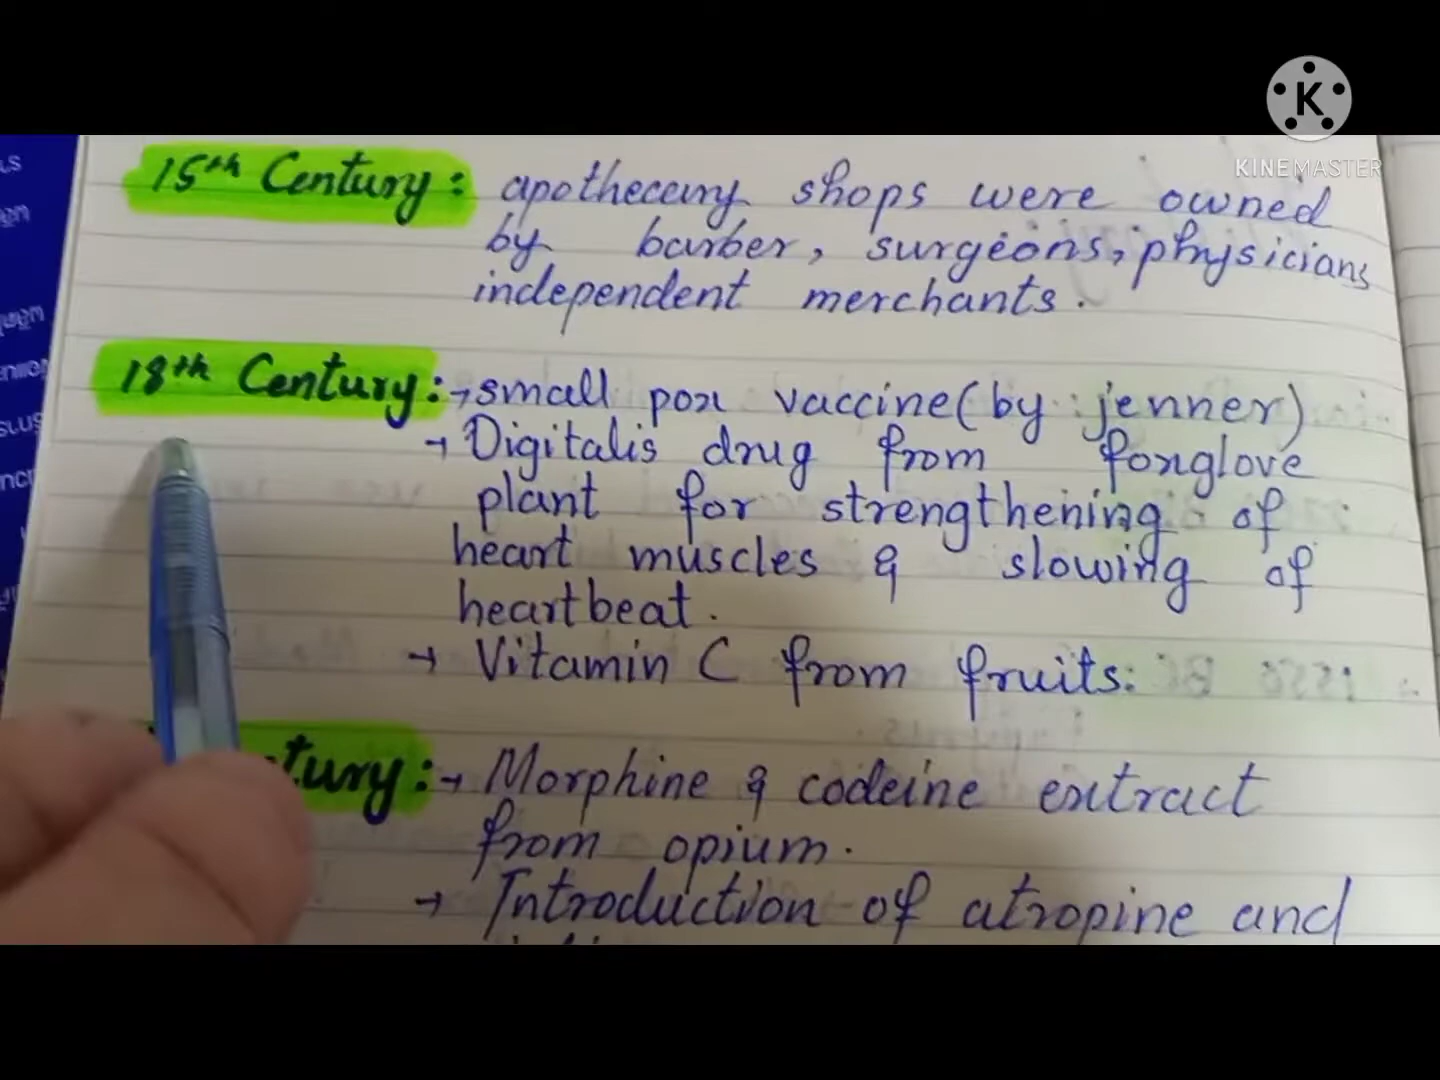 K
KINEMASTER
15th Century: apothecary shops were owned
by barber, surgeons, physicians
independent merchants.
18th Century: → small pox vaccine (by jenner)
→ Digitalis drug from foxglove
plant for strengthening of
heart muscles & slowing of
heartbeat.
→ Vitamin C from fruits:
tury: → Morphine & codeine extract
from opium.
→ Introduction of atropine and